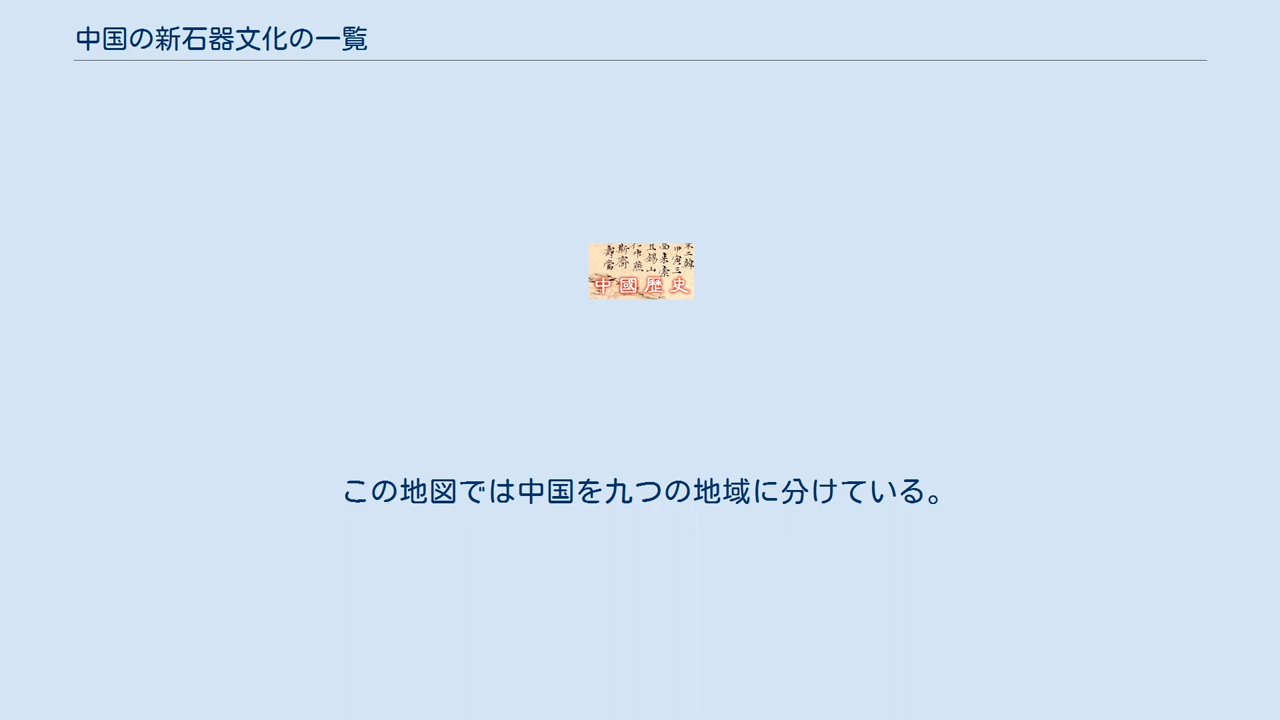 中国の新石器文化の一覧
中國歷史
この地図では中国を九つの地域に分けている。